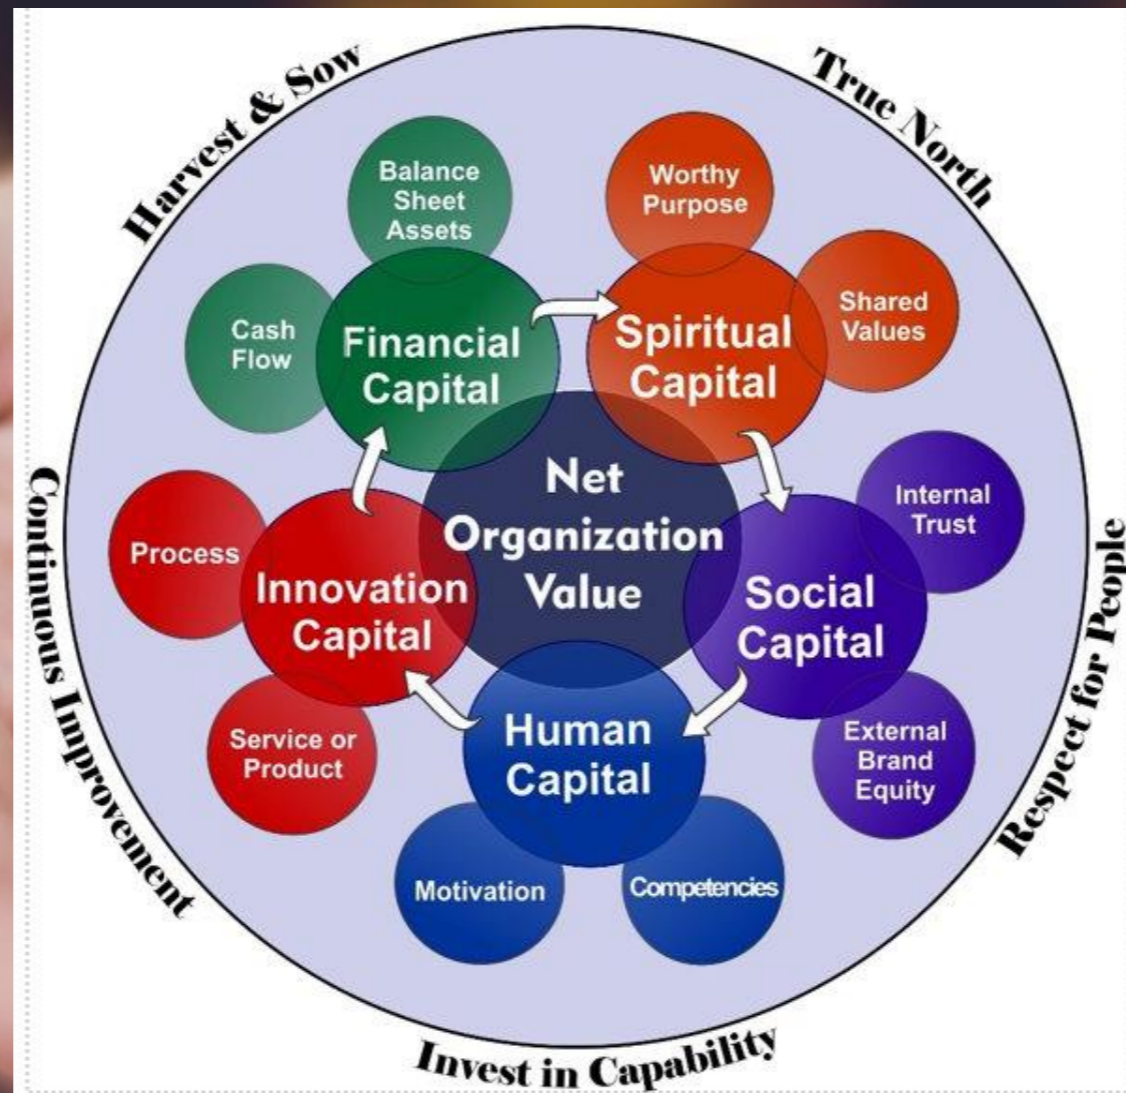 Harvest & Sow
True North
Balance
Sheet
Assets
Worthy
Purpose
Cash
Flow
Shared
Values
Financial
Capital
Spiritual
Capital
Net
Organization
Value
Internal
Trust
Process
Innovation
Capital
Social
Capital
Service or
Product
Human
Capital
External
Brand
Equity
Motivation
Competencies
Continuous Improvement
Respect for People
Invest in Capability